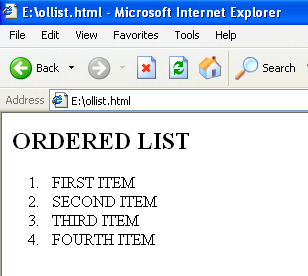 E:\ollist.html - Microsoft Internet Explorer
File Edit View Favorites Tools Help
Back Search
Address E:\ollist.html
ORDERED LIST
1. FIRST ITEM
2. SECOND ITEM
3. THIRD ITEM
4. FOURTH ITEM